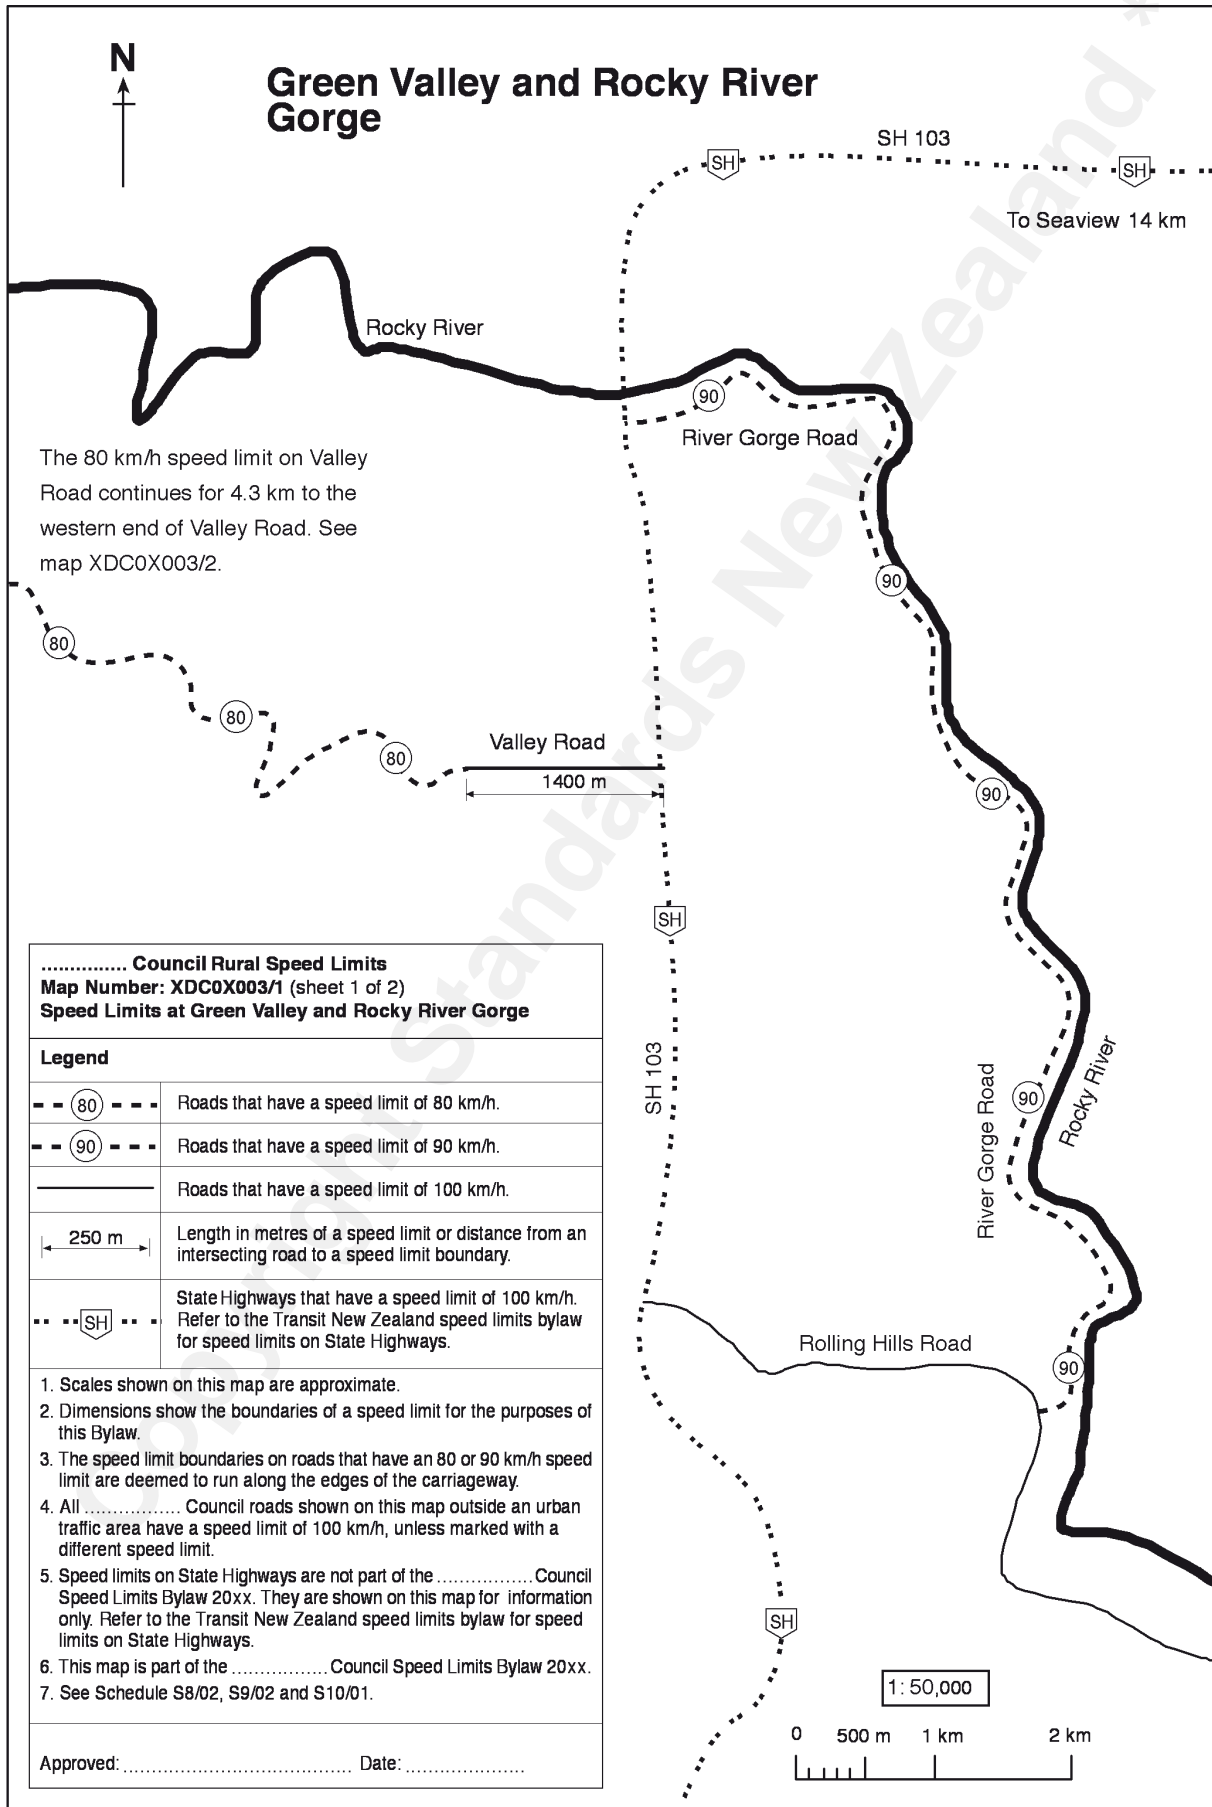 N
Green Valley and Rocky River
Gorge
SH 103
SH
SH
To Seaview 14 km
Rocky River
90
River Gorge Road
The 80 km/h speed limit on Valley
Road continues for 4.3 km to the
western end of Valley Road. See
map XDC0X003/2.
90
80
80
80
Valley Road
1400 m
90
SH
SH 103
River Gorge Road
90
Rocky River
Rolling Hills Road
90
SH
............... Council Rural Speed Limits
Map Number: XDC0X003/1 (sheet 1 of 2)
Speed Limits at Green Valley and Rocky River Gorge
Legend
80 Roads that have a speed limit of 80 km/h.
90 Roads that have a speed limit of 90 km/h.
Roads that have a speed limit of 100 km/h.
250 m Length in metres of a speed limit or distance from an
intersecting road to a speed limit boundary.
State Highways that have a speed limit of 100 km/h.
SH Refer to the Transit New Zealand speed limits bylaw
for speed limits on State Highways.
1. Scales shown on this map are approximate.
2. Dimensions show the boundaries of a speed limit for the purposes of
this Bylaw.
3. The speed limit boundaries on roads that have an 80 or 90 km/h speed
limit are deemed to run along the edges of the carriageway.
4. All ................. Council roads shown on this map outside an urban
traffic area have a speed limit of 100 km/h, unless marked with a
different speed limit.
5. Speed limits on State Highways are not part of the ................. Council
Speed Limits Bylaw 20xx. They are shown on this map for information
only. Refer to the Transit New Zealand speed limits bylaw for speed
limits on State Highways.
6. This map is part of the ................. Council Speed Limits Bylaw 20xx.
7. See Schedule S8/02, S9/02 and S10/01.
Approved: ........................................ Date: .....................
1: 50,000
0 500 m 1 km 2 km
Copyright Standards New Zealand *